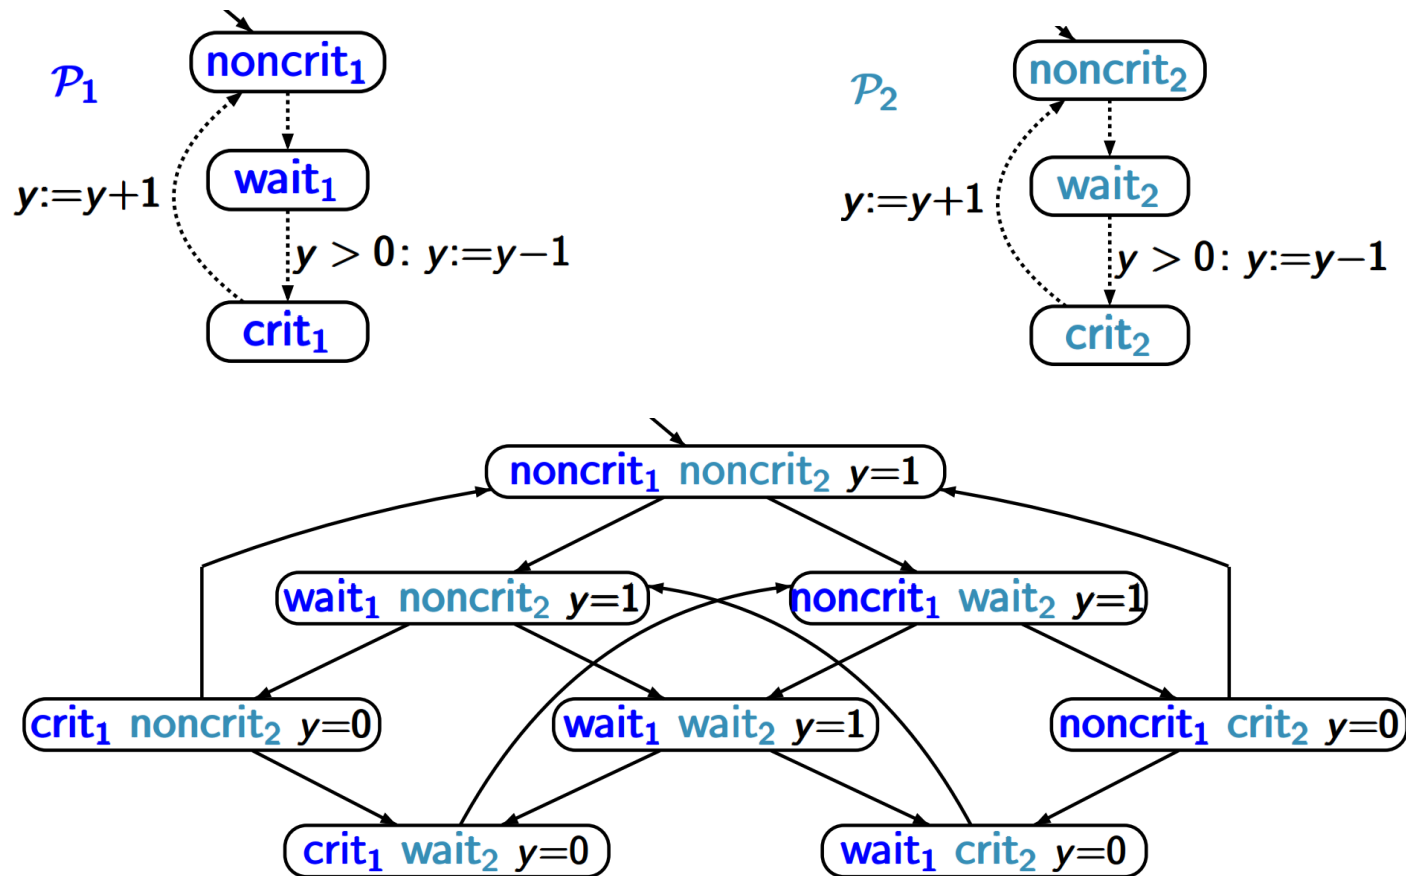 noncrit₁
noncrit₂
𝒫₁
𝒫₂
wait₁
wait₂
y:=y+1
y:=y+1
y > 0: y:=y−1
y > 0: y:=y−1
crit₁
crit₂
noncrit₁ noncrit₂ y=1
wait₁ noncrit₂ y=1
noncrit₁ wait₂ y=1
crit₁ noncrit₂ y=0
wait₁ wait₂ y=1
noncrit₁ crit₂ y=0
crit₁ wait₂ y=0
wait₁ crit₂ y=0